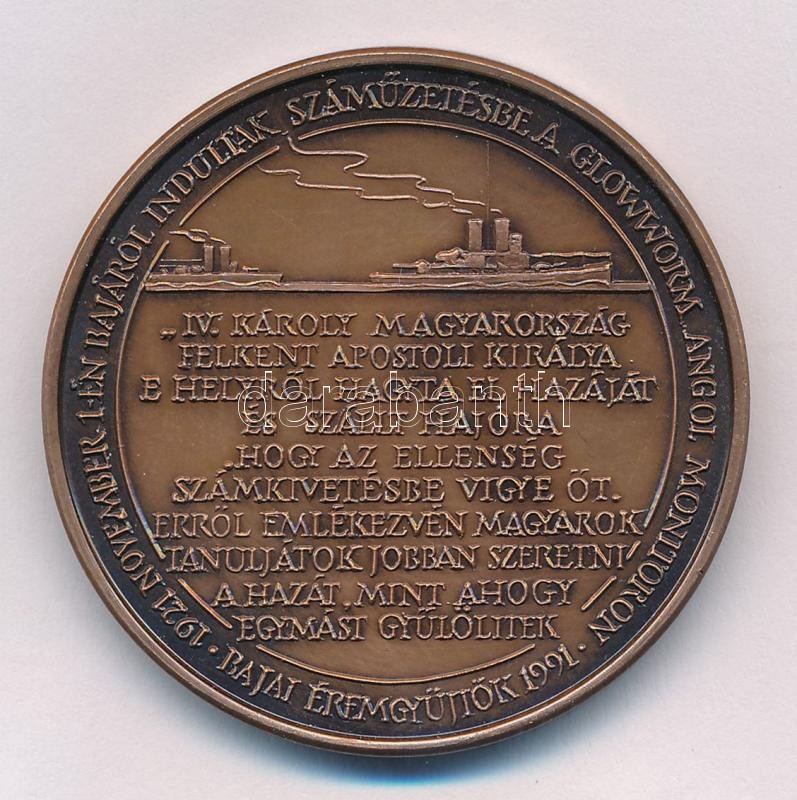 1921 NOVEMBER 1-ÉN BAJÁRÓL INDULTAK SZÁMŰZETÉSBE A GLOWWORM ANGOL MONITORON
· BAJAI ÉREMGYŰJTŐK 1991 ·
„IV. KÁROLY MAGYARORSZÁG
FELKENT APOSTOLI KIRÁLYA
E HELYRŐL HAGYTA EL HAZÁJÁT
ÉS SZÁLLT HAJÓRA
HOGY AZ ELLENSÉG
SZÁMKIVETÉSBE VIGYE ŐT.
ERRŐL EMLÉKEZVÉN MAGYAROK
TANULJÁTOK JOBBAN SZERETNI
A HAZÁT, MINT AHOGY
EGYMÁST GYŰLÖLITEK
darabanth